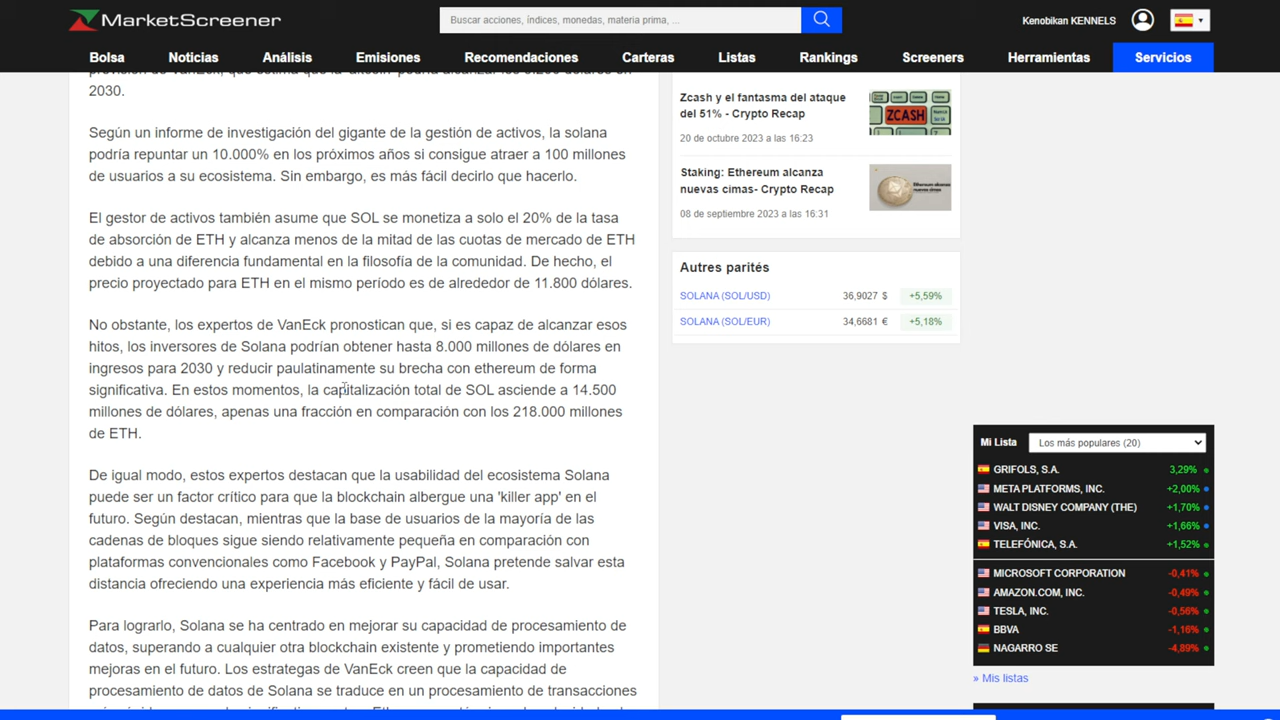 MarketScreener
Buscar acciones, índices, monedas, materia prima, ...
Kenobikan KENNELS
Bolsa Noticias Análisis Emisiones Recomendaciones Carteras Listas Rankings Screeners Herramientas Servicios
2030.
Según un informe de investigación del gigante de la gestión de activos, la solana
podría repuntar un 10.000% en los próximos años si consigue atraer a 100 millones
de usuarios a su ecosistema. Sin embargo, es más fácil decirlo que hacerlo.
El gestor de activos también asume que SOL se monetiza a solo el 20% de la tasa
de absorción de ETH y alcanza menos de la mitad de las cuotas de mercado de ETH
debido a una diferencia fundamental en la filosofía de la comunidad. De hecho, el
precio proyectado para ETH en el mismo período es de alrededor de 11.800 dólares.
No obstante, los expertos de VanEck pronostican que, si es capaz de alcanzar esos
hitos, los inversores de Solana podrían obtener hasta 8.000 millones de dólares en
ingresos para 2030 y reducir paulatinamente su brecha con ethereum de forma
significativa. En estos momentos, la capitalización total de SOL asciende a 14.500
millones de dólares, apenas una fracción en comparación con los 218.000 millones
de ETH.
De igual modo, estos expertos destacan que la usabilidad del ecosistema Solana
puede ser un factor crítico para que la blockchain albergue una 'killer app' en el
futuro. Según destacan, mientras que la base de usuarios de la mayoría de las
cadenas de bloques sigue siendo relativamente pequeña en comparación con
plataformas convencionales como Facebook y PayPal, Solana pretende salvar esta
distancia ofreciendo una experiencia más eficiente y fácil de usar.
Para lograrlo, Solana se ha centrado en mejorar su capacidad de procesamiento de
datos, superando a cualquier otra blockchain existente y prometiendo importantes
mejoras en el futuro. Los estrategas de VanEck creen que la capacidad de
procesamiento de datos de Solana se traduce en un procesamiento de transacciones
Zcash y el fantasma del ataque
del 51% - Crypto Recap
20 de octubre 2023 a las 16:23
ZCASH
Staking: Ethereum alcanza
nuevas cimas- Crypto Recap
08 de septiembre 2023 a las 16:31
Autres parités
SOLANA (SOL/USD) 36,9027 $ +5,59%
SOLANA (SOL/EUR) 34,6681 € +5,18%
Mi Lista Los más populares (20)
GRIFOLS, S.A. 3,29%
META PLATFORMS, INC. +2,00%
WALT DISNEY COMPANY (THE) +1,70%
VISA, INC. +1,66%
TELEFÓNICA, S.A. +1,52%
MICROSOFT CORPORATION -0,41%
AMAZON.COM, INC. -0,49%
TESLA, INC. -0,56%
BBVA -1,16%
NAGARRO SE -4,89%
» Mis listas